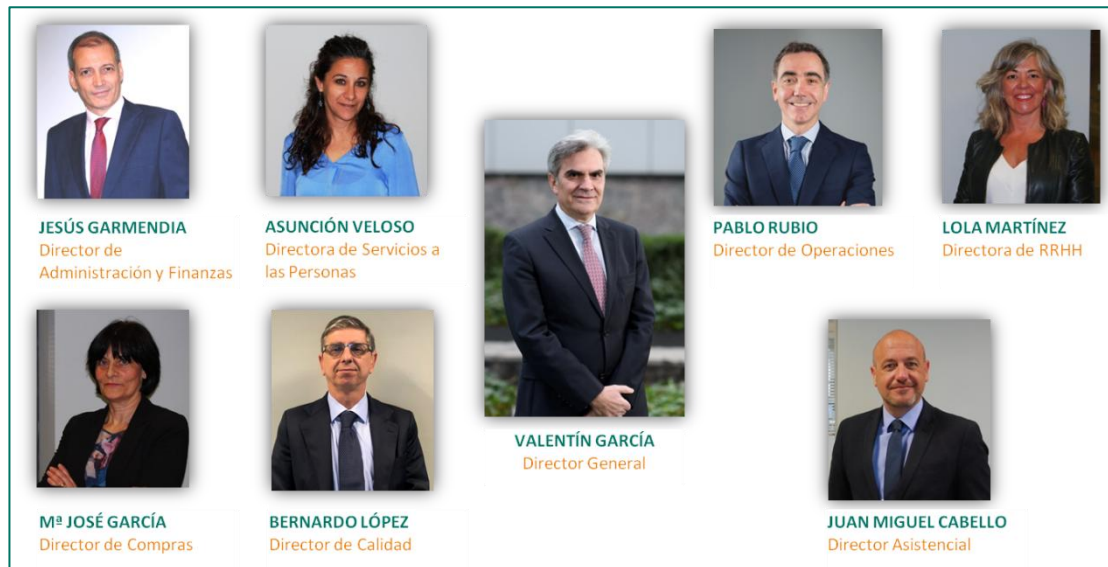 JESÚS GARMENDIA
Director de
Administración y Finanzas
ASUNCIÓN VELOSO
Directora de Servicios a
las Personas
PABLO RUBIO
Director de Operaciones
LOLA MARTÍNEZ
Directora de RRHH
VALENTÍN GARCÍA
Director General
Mª JOSÉ GARCÍA
Director de Compras
BERNARDO LÓPEZ
Director de Calidad
JUAN MIGUEL CABELLO
Director Asistencial